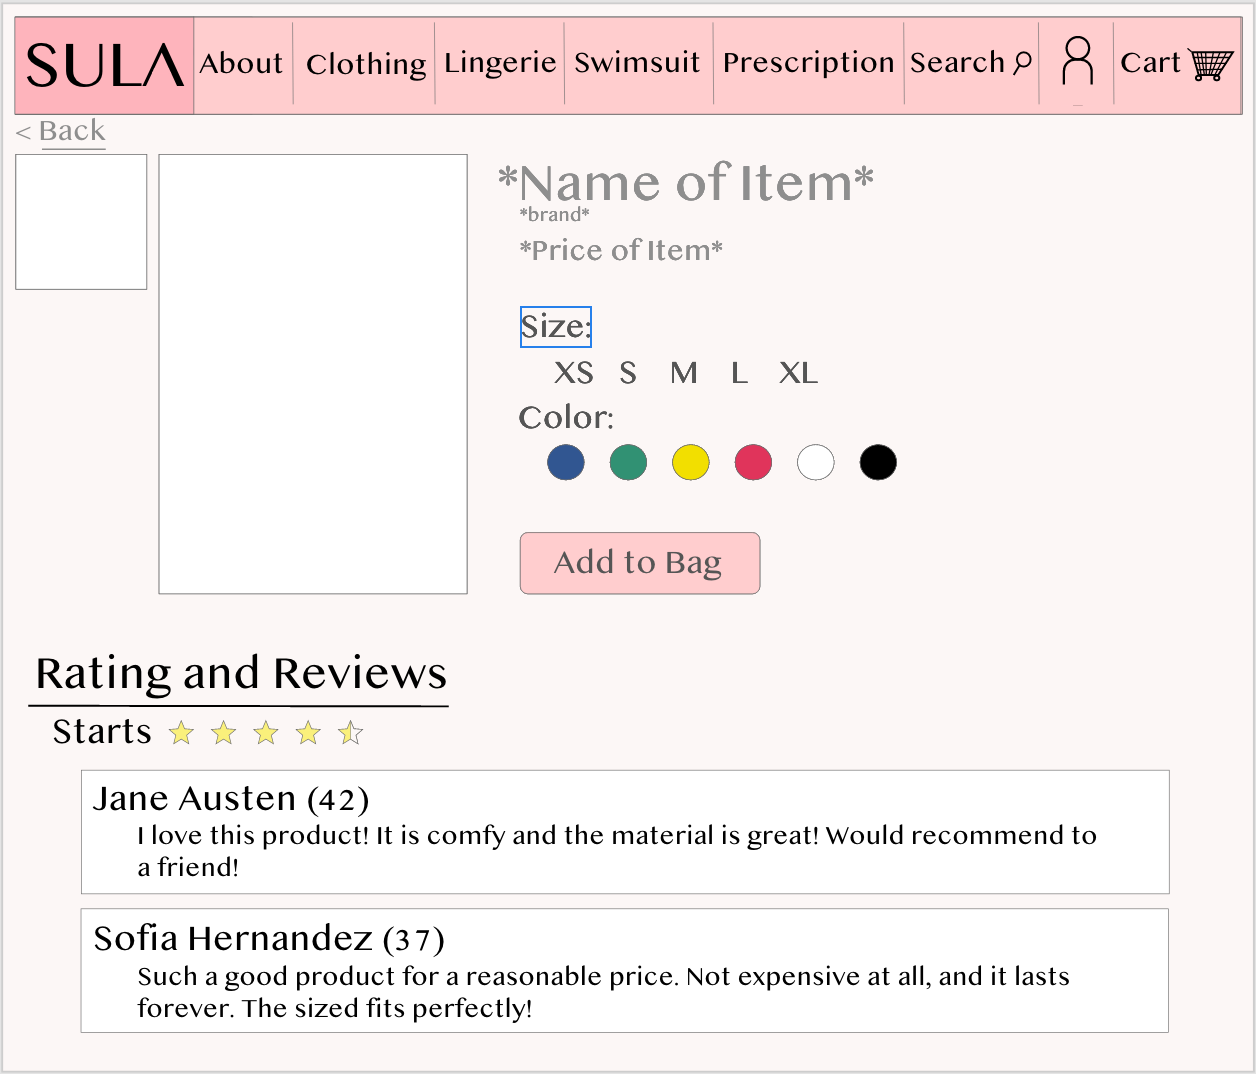 SULA About Clothing Lingerie Swimsuit Prescription Search Cart
< Back
*Name of Item*
*brand*
*Price of Item*
Size:
XS S M L XL
Color:
Add to Bag
Rating and Reviews
Starts
Jane Austen (42)
I love this product! It is comfy and the material is great! Would recommend to
a friend!
Sofia Hernandez (37)
Such a good product for a reasonable price. Not expensive at all, and it lasts
forever. The sized fits perfectly!